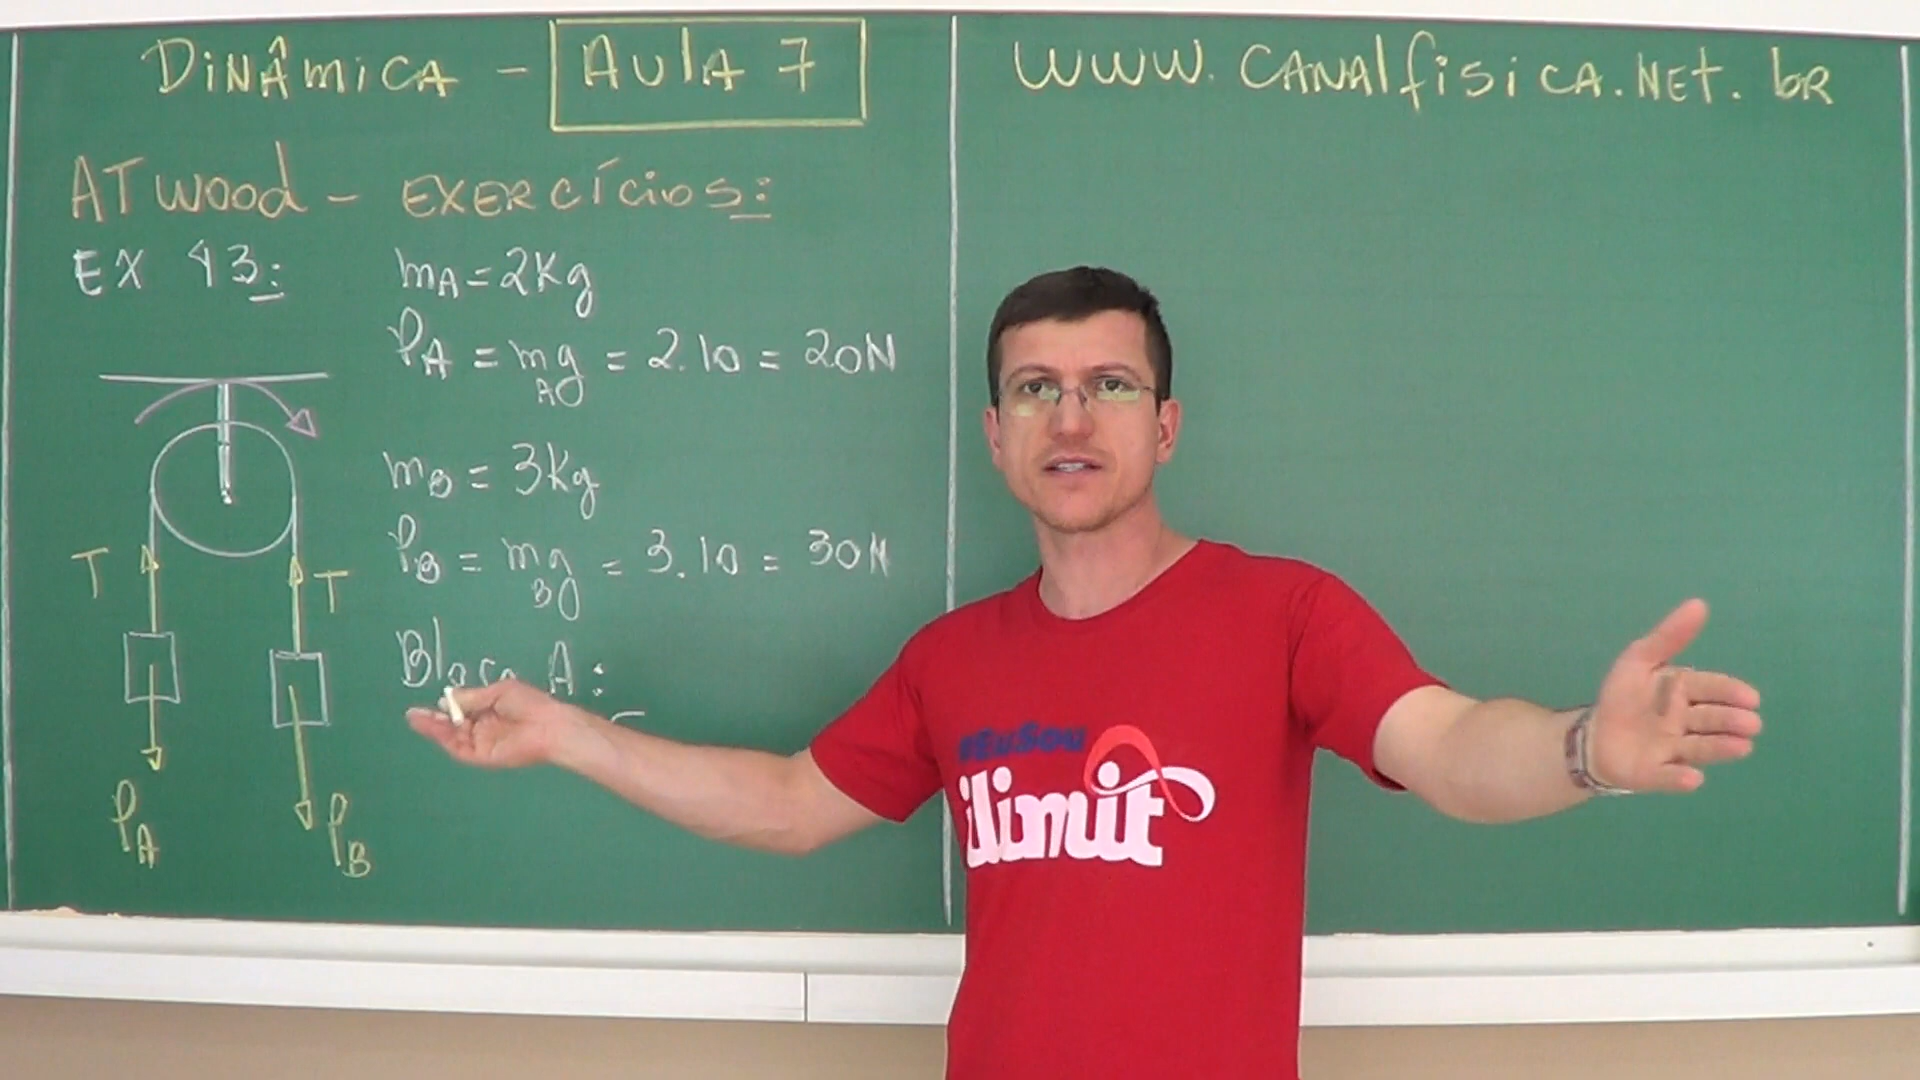 DINÂMICA - AULA 7
www.CANALfisicA.NET.bR
ATwood - EXERCÍCIOS:
EX 43:
mA = 2Kg
PA = mAg = 2.10 = 20N
mB = 3Kg
PB = mBg = 3.10 = 30N
Bloco A:
T
T
PA
PB
#EuSou
ilimit